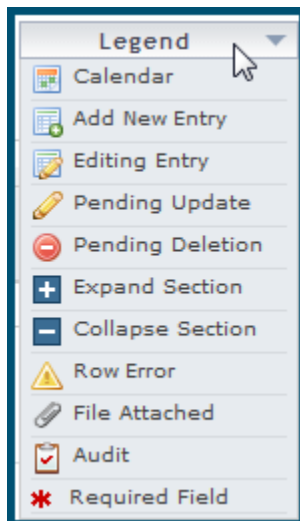 Legend
Calendar
Add New Entry
Editing Entry
Pending Update
Pending Deletion
Expand Section
Collapse Section
Row Error
File Attached
Audit
Required Field